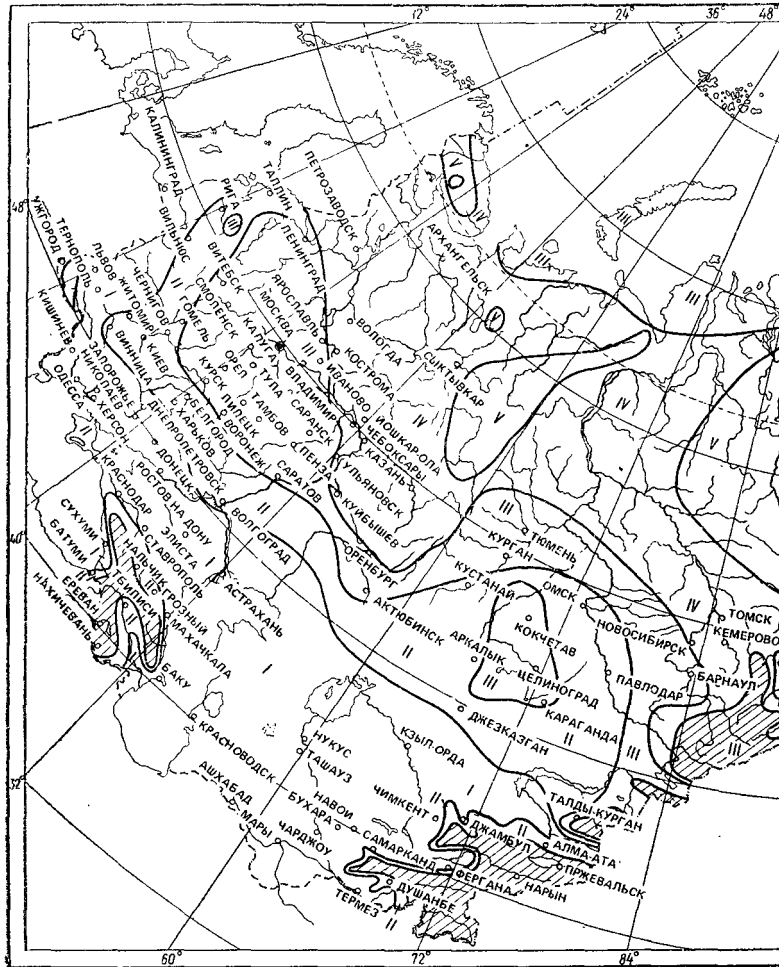 12°
24°
36°
48°
КАЛИНИНГРАД
РИГА
ТАЛЛИН
ПЕТРОЗАВОДСК
48°
УЖГОРОД
ТЕРНОПОЛЬ
ЛЬВОВ
ВИЛЬНЮС
ВИТЕБСК
ЛЕНИНГРАД
АРХАНГЕЛЬСК
КИШИНЕВ
ОДЕССА
ЖИТОМИР
ВИННИЦА
ЧЕРНИГОВ
КИЕВ
ГОМЕЛЬ
СМОЛЕНСК
МОСКВА
КАЛУГА
ЯРОСЛАВЛЬ
ВОЛОГДА
КОСТРОМА
ИВАНОВО
ВЛАДИМИР
СЫКТЫВКАР
ЗАПОРОЖЬЕ
НИКОЛАЕВ
ХЕРСОН
ДНЕПРОПЕТРОВСК
ХАРЬКОВ
БЕЛГОРОД
КУРСК
ОРЕЛ
ТУЛА
ЛИПЕЦК
ТАМБОВ
САРАНСК
ЙОШКАР-ОЛА
ЧЕБОКСАРЫ
КАЗАНЬ
УЛЬЯНОВСК
ПЕНЗА
ВОРОНЕЖ
САРАТОВ
КУЙБЫШЕВ
ДОНЕЦК
РОСТОВ НА ДОНУ
КРАСНОДАР
ВОЛГОГРАД
ЭЛИСТА
СТАВРОПОЛЬ
АСТРАХАНЬ
СУХУМИ
БАТУМИ
НАЛЬЧИК
ГРОЗНЫЙ
ТБИЛИСИ
МАХАЧКАЛА
ЕРЕВАН
НАХИЧЕВАНЬ
БАКУ
40°
ОРЕНБУРГ
АКТЮБИНСК
КУСТАНАЙ
КУРГАН
ТЮМЕНЬ
ОМСК
НОВОСИБИРСК
ТОМСК
КЕМЕРОВО
БАРНАУЛ
КОКЧЕТАВ
АРКАЛЫК
ЦЕЛИНОГРАД
ПАВЛОДАР
КАРАГАНДА
ДЖЕЗКАЗГАН
КРАСНОВОДСК
АШХАБАД
НУКУС
ТАШАУЗ
КЗЫЛ-ОРДА
ЧИМКЕНТ
ТАЛДЫ-КУРГАН
НАВОИ
БУХАРА
МАРЫ
ЧАРДЖОУ
САМАРКАНД
ДЖАМБУЛ
АЛМА-АТА
ПРЖЕВАЛЬСК
ФЕРГАНА
НАРЫН
ДУШАНБЕ
ТЕРМЕЗ
32°
I
II
III
IV
V
60°
72°
84°